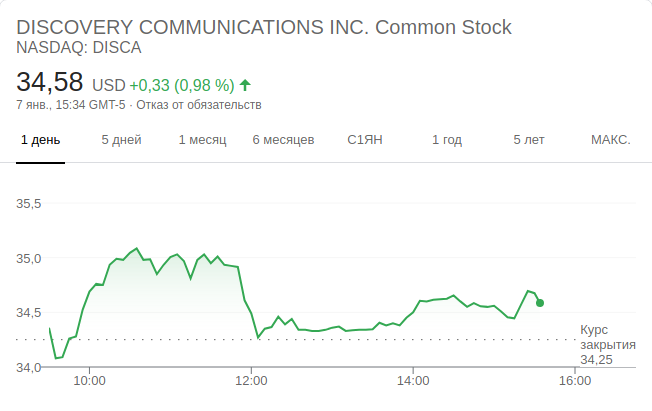 DISCOVERY COMMUNICATIONS INC. Common Stock
NASDAQ: DISCA
34,58 USD +0,33 (0,98 %) ↑
7 янв., 15:34 GMT-5 · Отказ от обязательств
1 день 5 дней 1 месяц 6 месяцев С1ЯН 1 год 5 лет МАКС.
35,5
35,0
34,5
Курс
закрытия
34,25
34,0
10:00 12:00 14:00 16:00